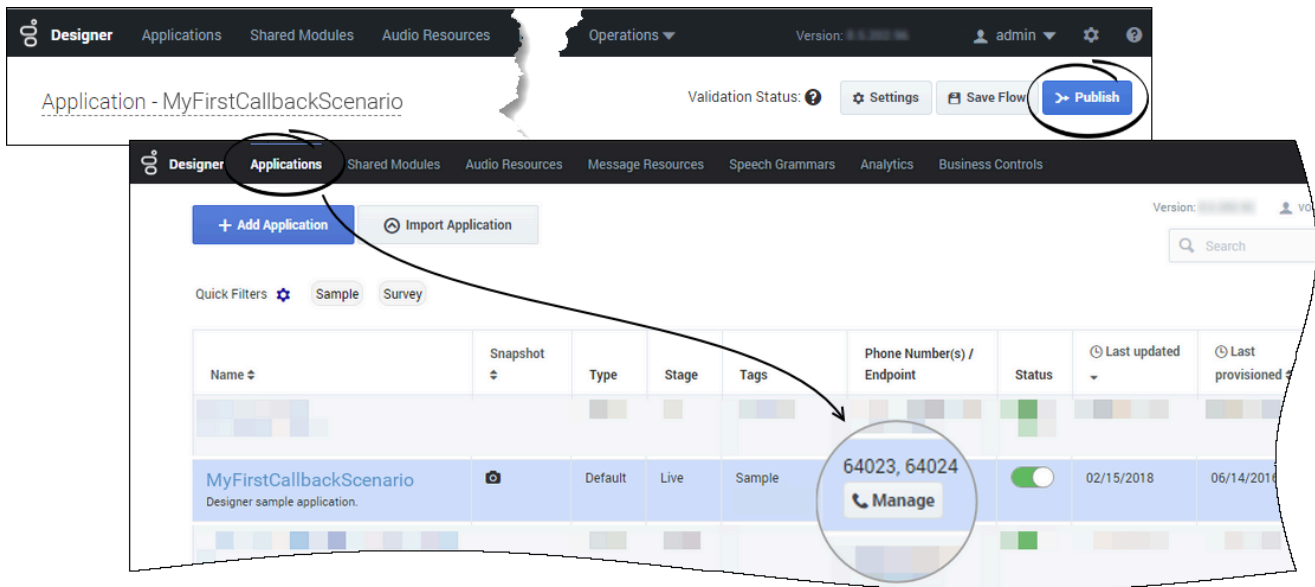 Designer Applications Shared Modules Audio Resources Operations Version: admin
Application - MyFirstCallbackScenario Validation Status: Settings Save Flow Publish
Designer Applications Shared Modules Audio Resources Message Resources Speech Grammars Analytics Business Controls
Version:
+ Add Application Import Application
Search
Quick Filters Sample Survey
Snapshot Phone Number(s) / Last updated Last
Name Type Stage Tags Endpoint Status provisioned
64023, 64024
MyFirstCallbackScenario Default Live Sample 02/15/2018 06/14/2016
Manage
Designer sample application.